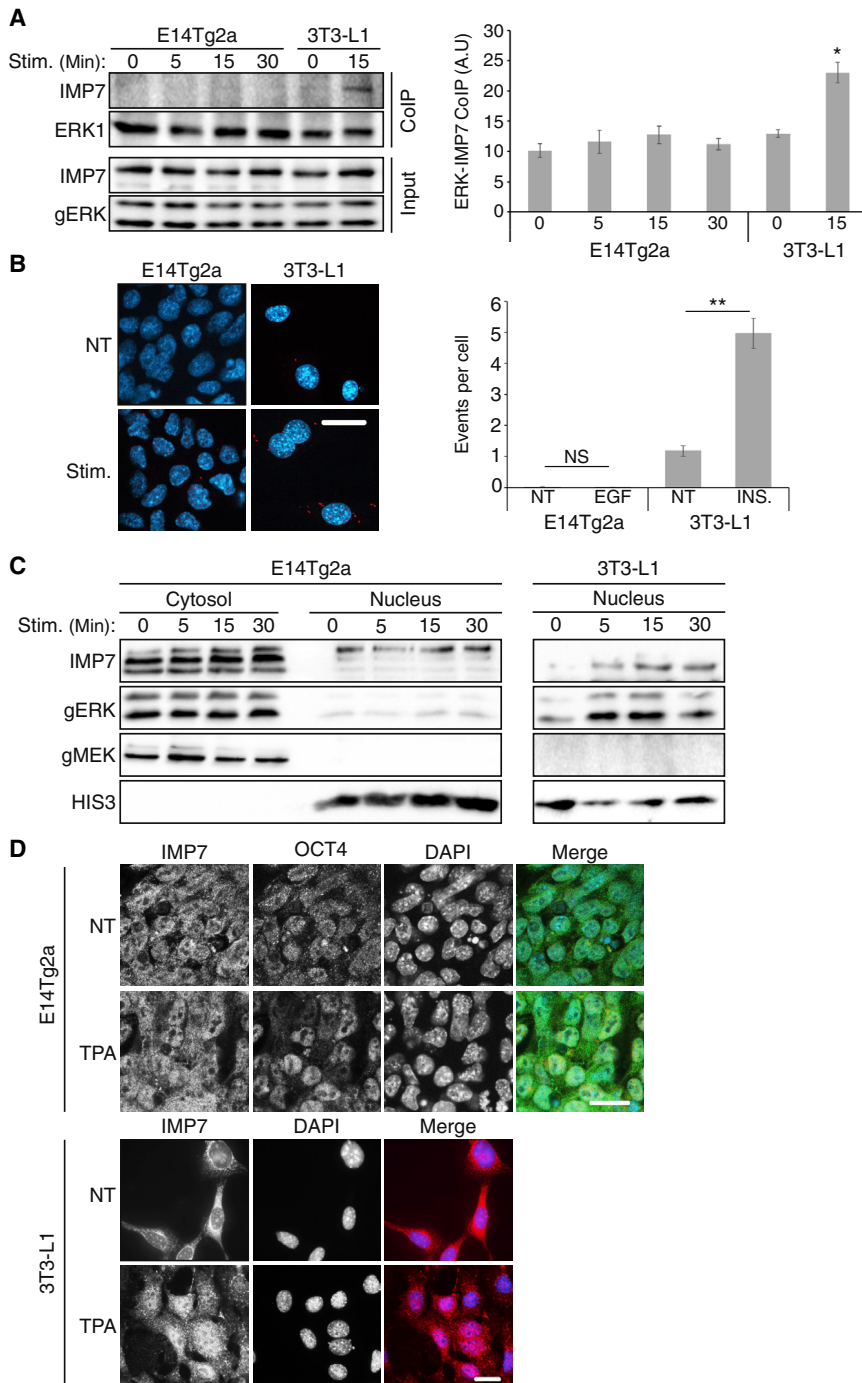 A
E14Tg2a 3T3-L1
Stim. (Min): 0 5 15 30 0 15
IMP7
ERK1
CoIP
IMP7
gERK
Input
ERK-IMP7 CoIP (A.U)
30
25
20
15
10
5
0
*
0 5 15 30 0 15
E14Tg2a 3T3-L1
B
E14Tg2a 3T3-L1
NT
Stim.
Events per cell
6
5
4
3
2
1
0
**
NS
NT EGF NT INS.
E14Tg2a 3T3-L1
C
E14Tg2a 3T3-L1
Cytosol Nucleus Nucleus
Stim. (Min): 0 5 15 30 0 5 15 30 0 5 15 30
IMP7
gERK
gMEK
HIS3
D
IMP7 OCT4 DAPI Merge
E14Tg2a
NT
TPA
IMP7 DAPI Merge
3T3-L1
NT
TPA